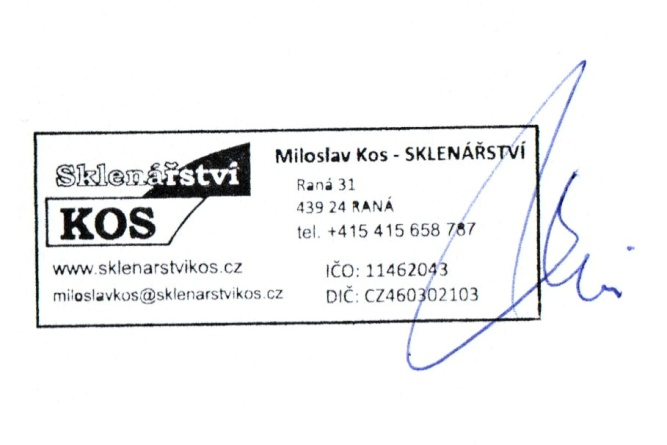 Sklenářství
KOS
www.sklenarstvikos.cz
miloslavkos@sklenarstvikos.cz
Miloslav Kos - SKLENÁŘSTVÍ
Raná 31
439 24 RANÁ
tel. +415 415 658 787
IČO: 11462043
DIČ: CZ460302103